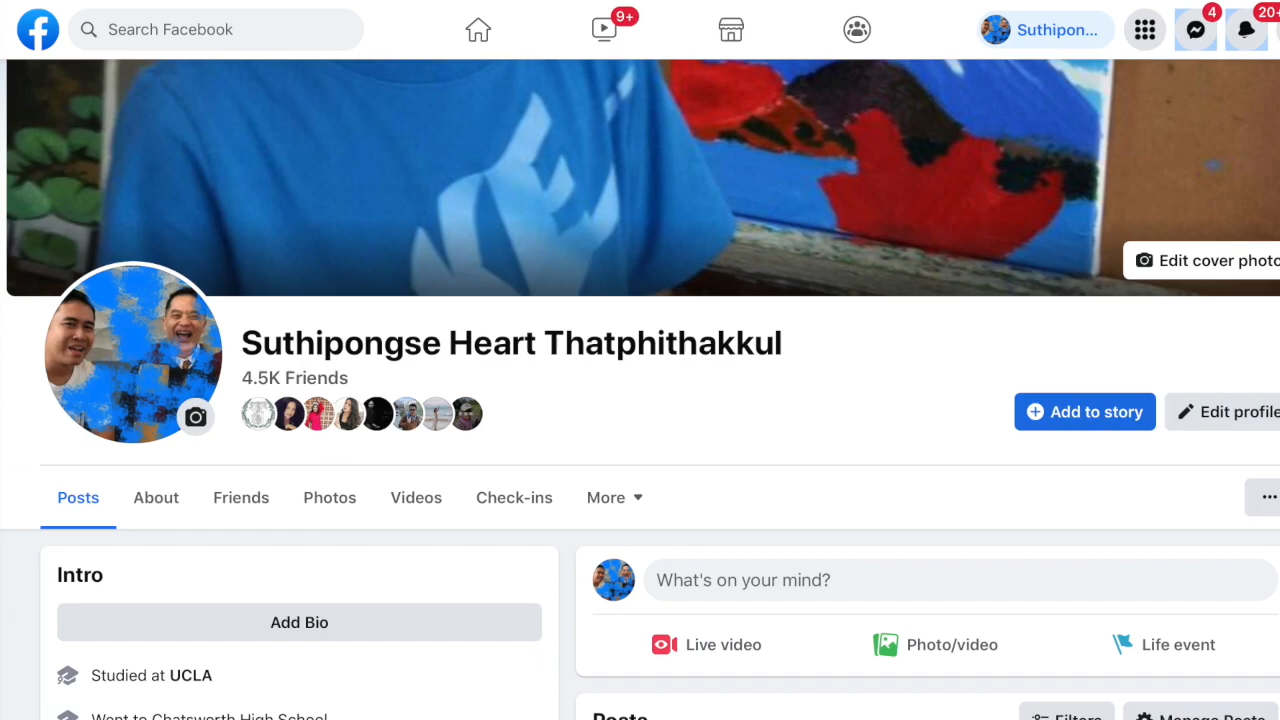 Search Facebook
9+
Suthipon...
4
20+
Edit cover photo
Suthipongse Heart Thatphithakkul
4.5K Friends
Add to story
Edit profile
Posts About Friends Photos Videos Check-ins More
Intro
What's on your mind?
Add Bio
Live video Photo/video Life event
Studied at UCLA
Went to Chatsworth High School
Posts Filters Manage Posts